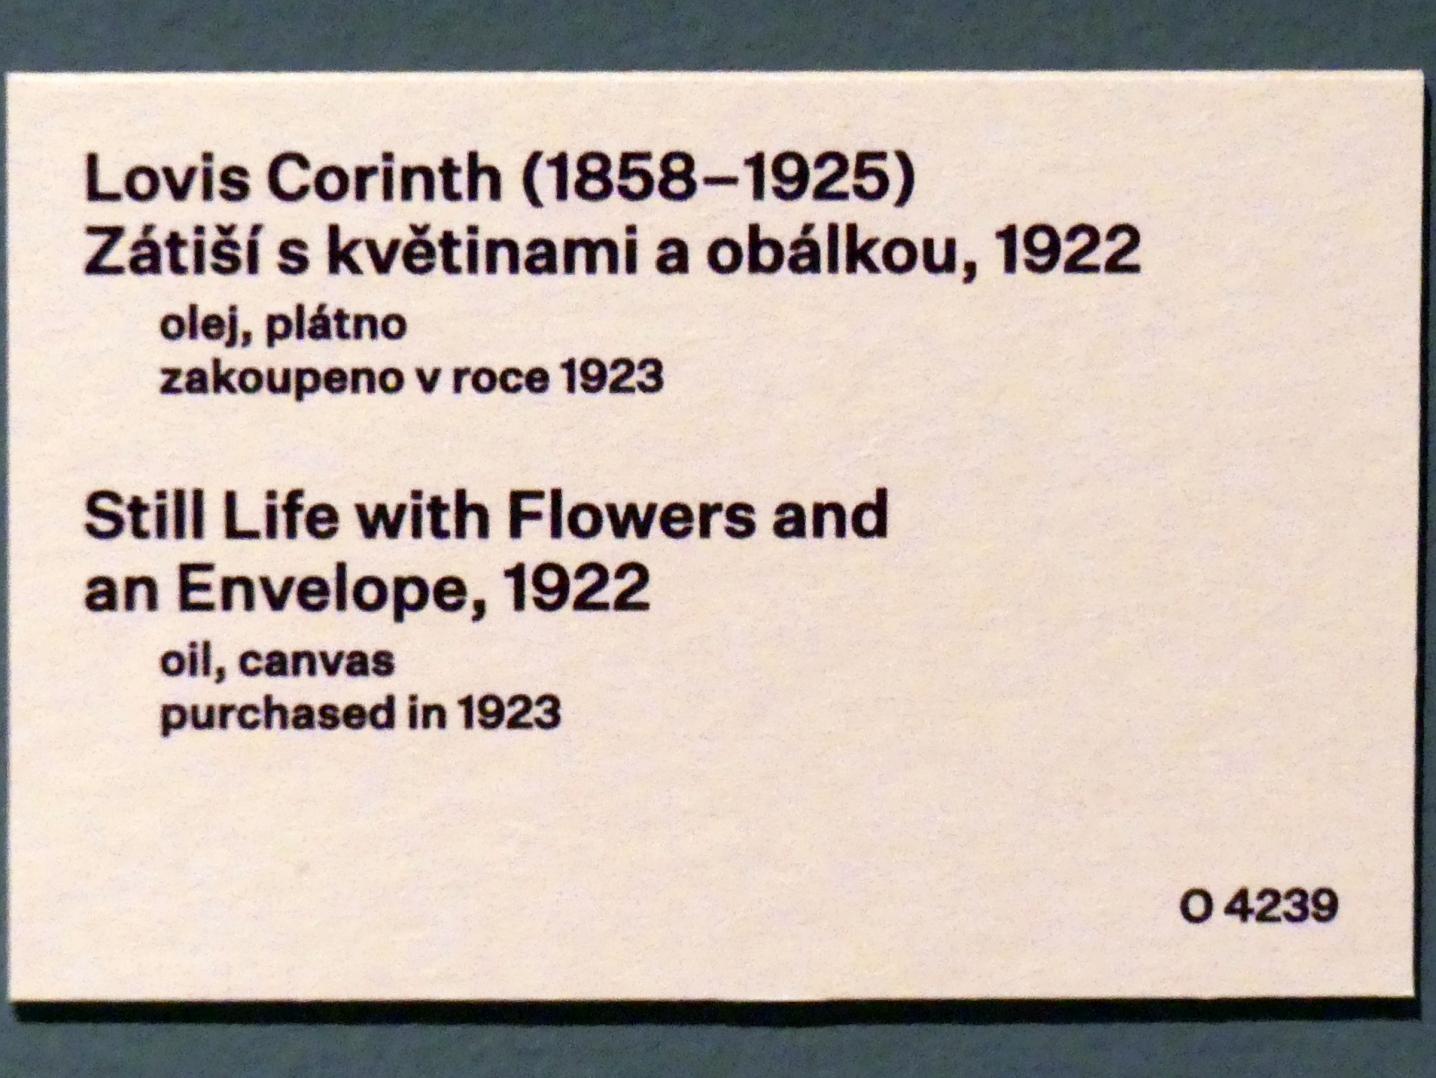 Lovis Corinth (1858–1925)
Zátiší s květinami a obálkou, 1922
olej, plátno
zakoupeno v roce 1923
Still Life with Flowers and
an Envelope, 1922
oil, canvas
purchased in 1923
O 4239